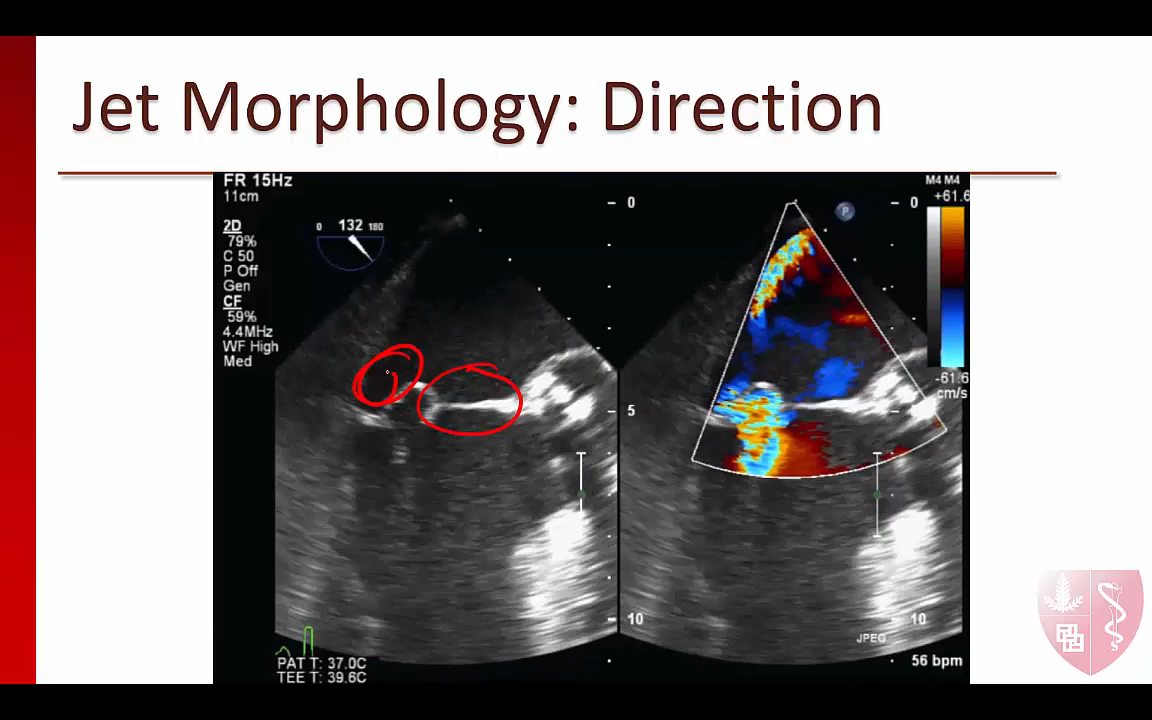 Jet Morphology: Direction
FR 15Hz
11cm
2D
79%
C 50
P Off
Gen
CF
59%
4.4MHz
WF High
Med
0 132 180
0
5
10
PAT T: 37.0C
TEE T: 39.6C
P
M4 M4
+61.6
0
-61.6
cm/s
5
10
JPEG
56 bpm